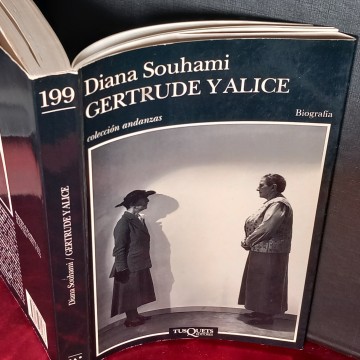 199
Diana Souhami / GERTRUDE Y ALICE
Diana Souhami
GERTRUDE Y ALICE
Biografía
colección andanzas
TUSQUETS